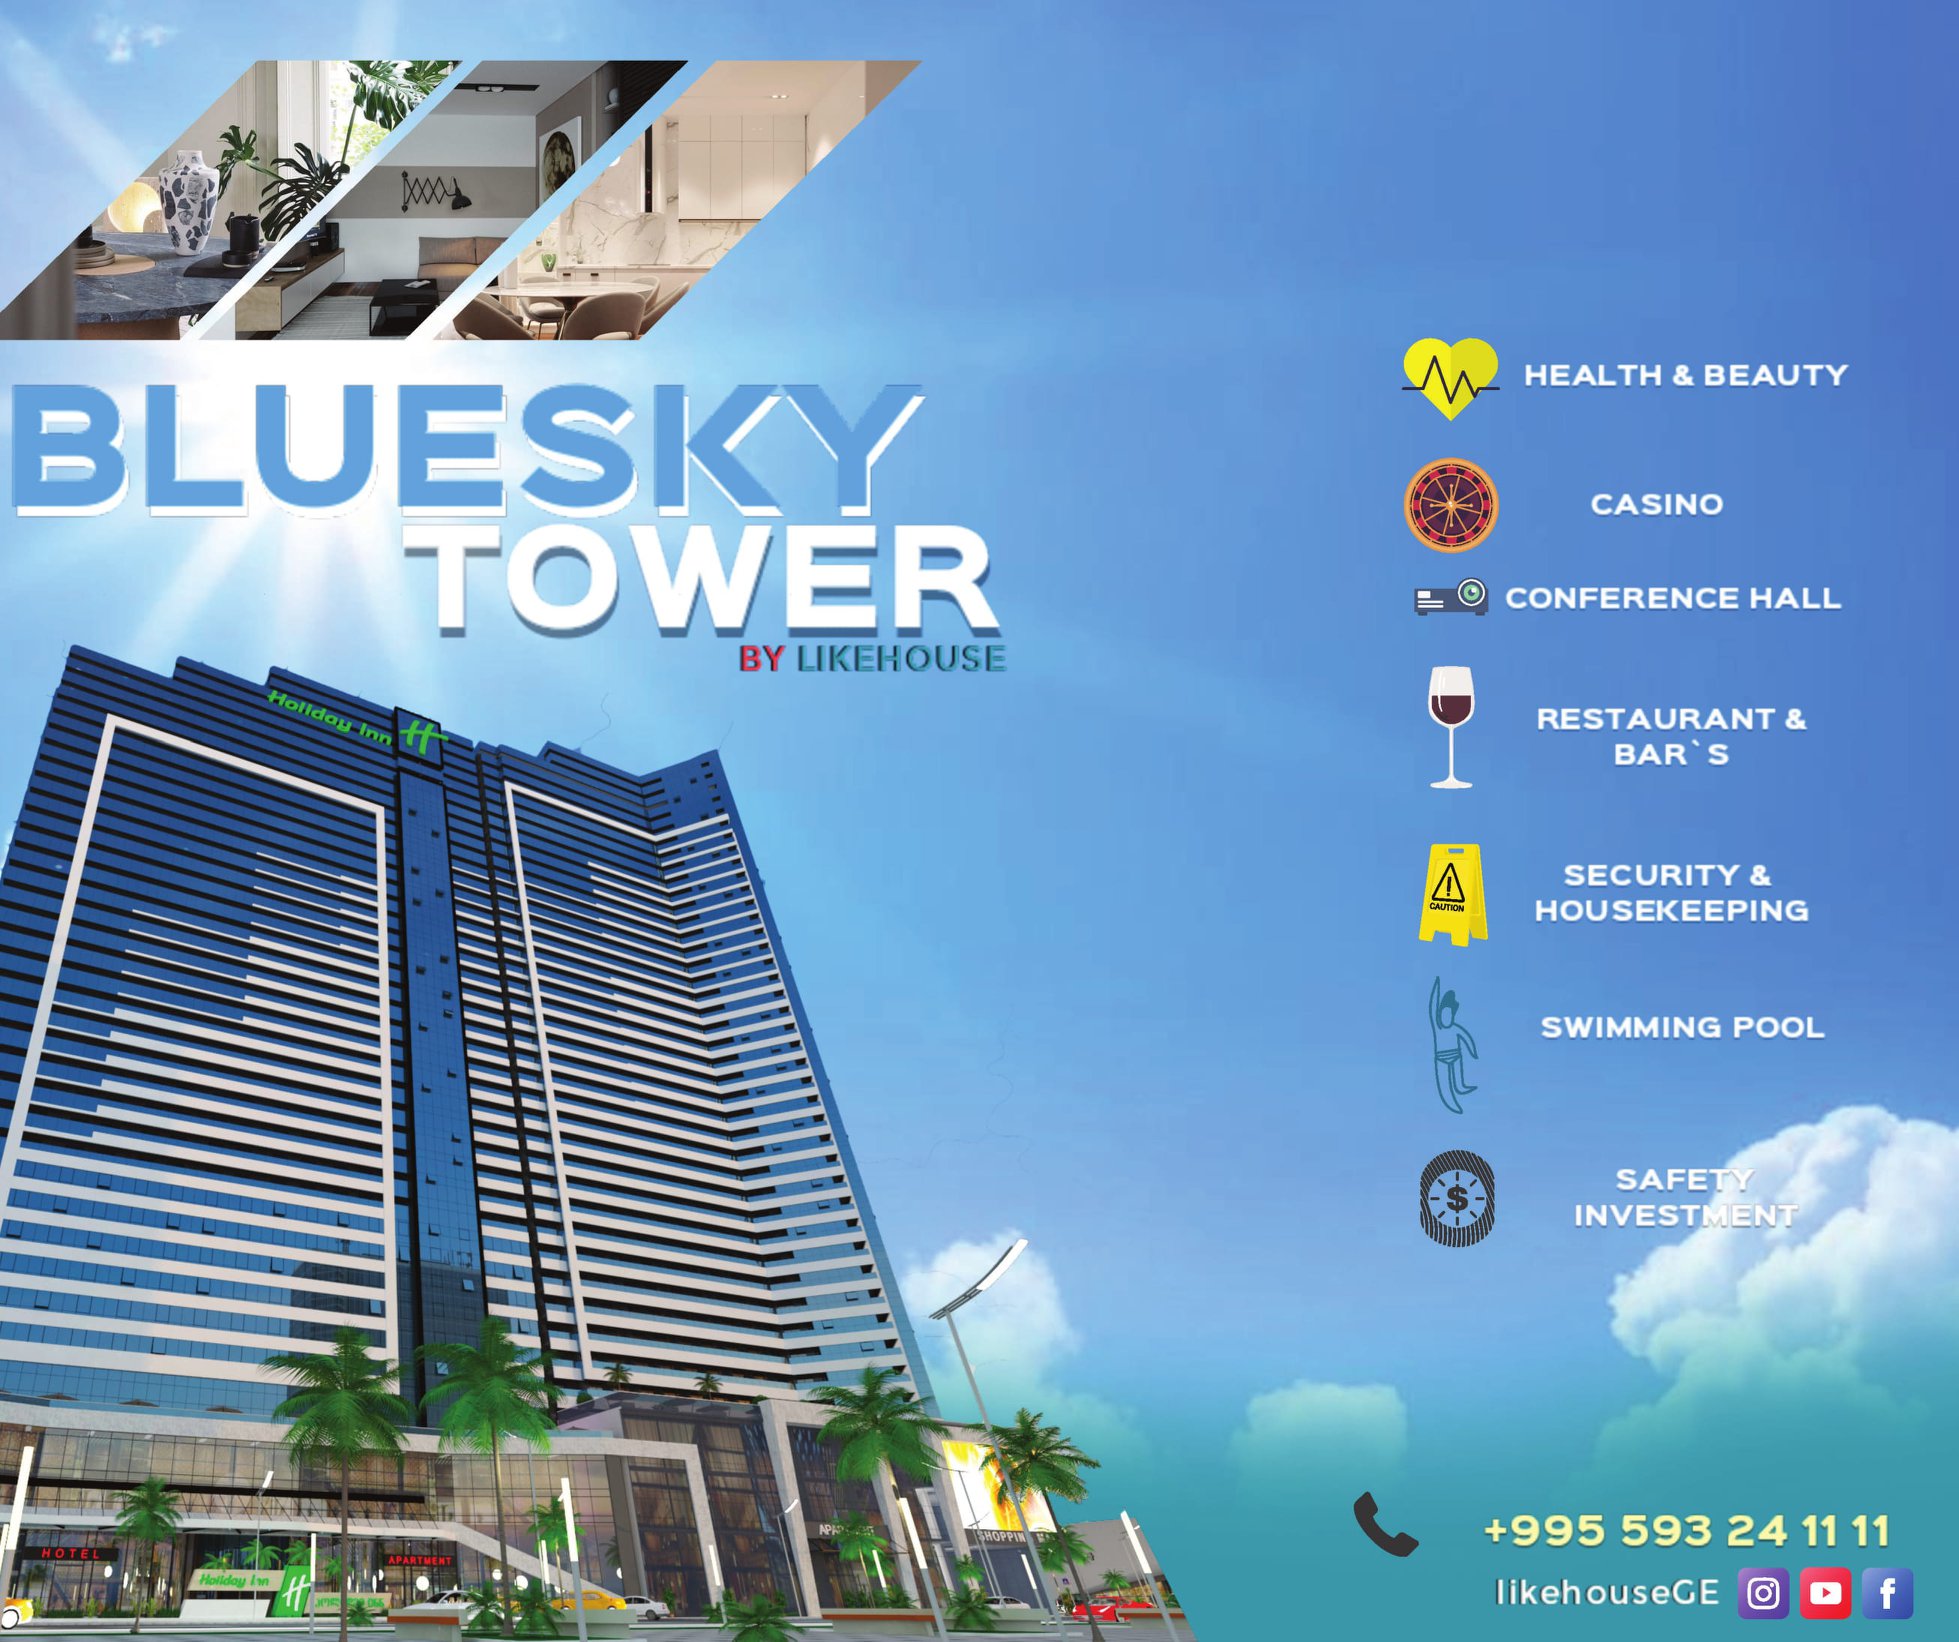 BLUESKY
TOWER
BY LIKEHOUSE
Holiday Inn H
HEALTH & BEAUTY
CASINO
CONFERENCE HALL
RESTAURANT &
BAR`S
CAUTION
SECURITY &
HOUSEKEEPING
SWIMMING POOL
$
SAFETY
INVESTMENT
HOTEL
Holiday Inn H
APARTMENT
+995 593 24 11 11
likehouseGE